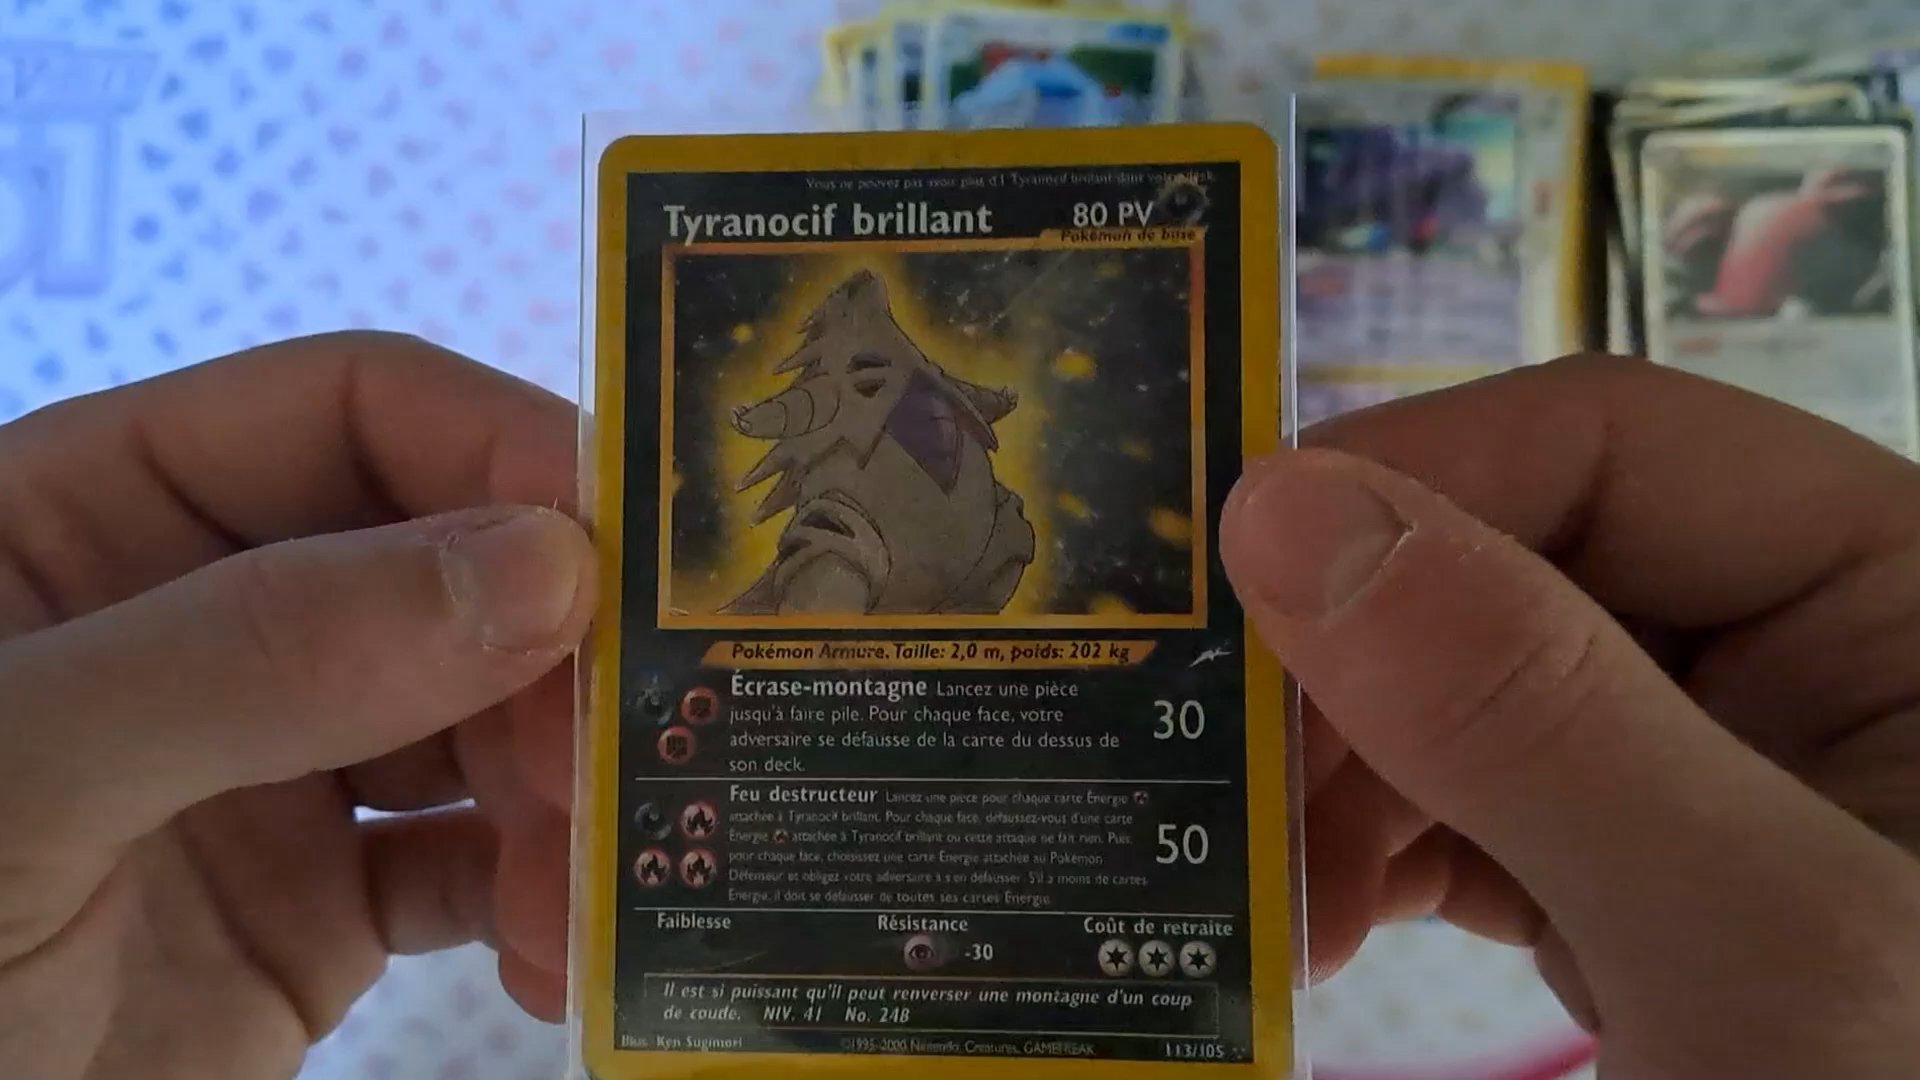 Vous ne pouvez pas avoir plus d'1 Tyranocif brillant dans votre deck.
Tyranocif brillant 80 PV
Pokémon de base
Pokémon Armure. Taille: 2,0 m, poids: 202 kg
Écrase-montagne Lancez une pièce
jusqu'à faire pile. Pour chaque face, votre
adversaire se défausse de la carte du dessus de
son deck.
30
Feu destructeur Lancez une pièce pour chaque carte Énergie
attachée à Tyranocif brillant. Pour chaque face, défaussez-vous d'une carte
Énergie attachée à Tyranocif brillant ou cette attaque ne fait rien. Puis,
pour chaque face, choisissez une carte Énergie attachée au Pokémon
Défenseur et obligez votre adversaire à s'en défausser. S'il a moins de cartes
Énergie, il doit se défausser de toutes ses cartes Énergie.
50
Faiblesse Résistance Coût de retraite
-30
Il est si puissant qu'il peut renverser une montagne d'un coup
de coude. NIV. 41 No. 248
Illus. Ken Sugimori ©1995-2000 Nintendo, Creatures, GAMEFREAK. 113/105